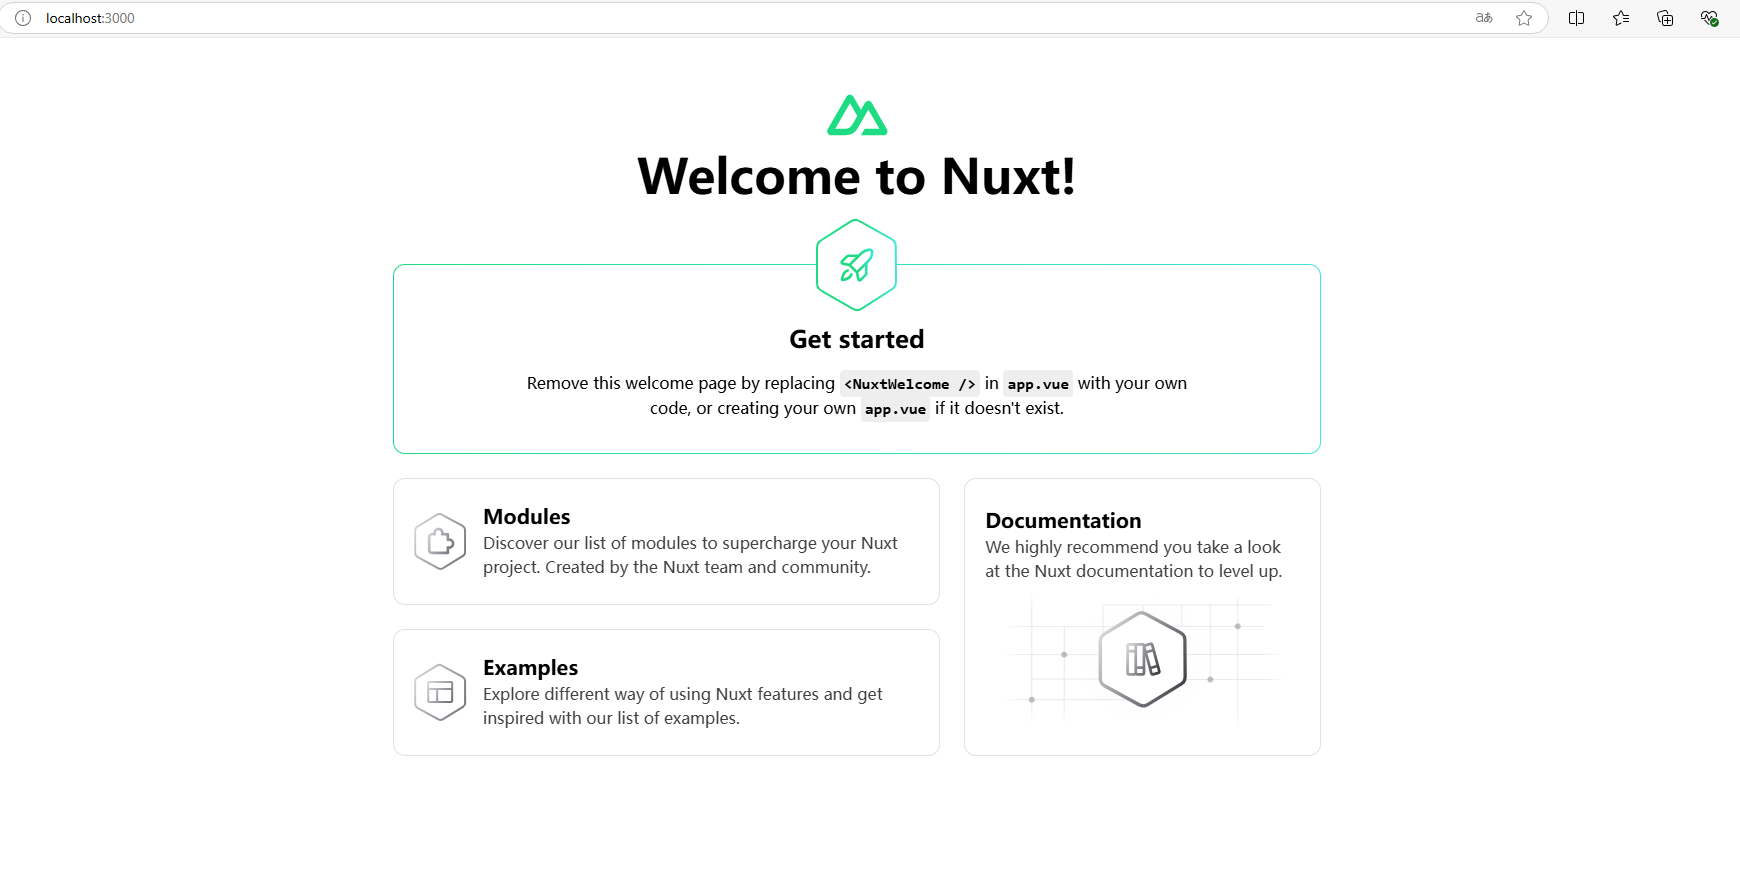 localhost:3000
aあ
Welcome to Nuxt!
Get started
Remove this welcome page by replacing <NuxtWelcome /> in app.vue with your own
code, or creating your own app.vue if it doesn't exist.
Modules
Discover our list of modules to supercharge your Nuxt
project. Created by the Nuxt team and community.
Examples
Explore different way of using Nuxt features and get
inspired with our list of examples.
Documentation
We highly recommend you take a look
at the Nuxt documentation to level up.